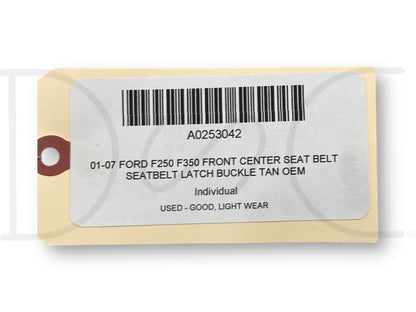 A0253042
01-07 FORD F250 F350 FRONT CENTER SEAT BELT
SEATBELT LATCH BUCKLE TAN OEM
Individual
USED - GOOD, LIGHT WEAR